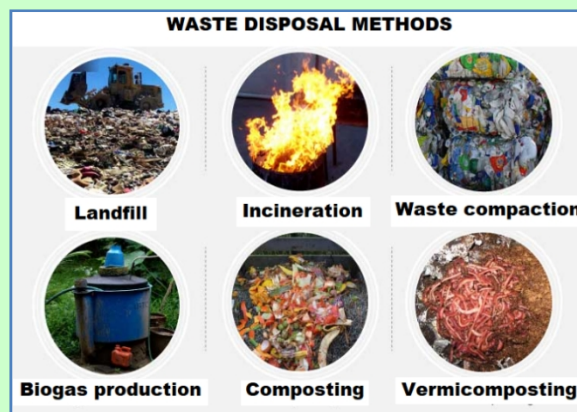 WASTE DISPOSAL METHODS
Landfill
Incineration
Waste compaction
Biogas production
Composting
Vermicomposting